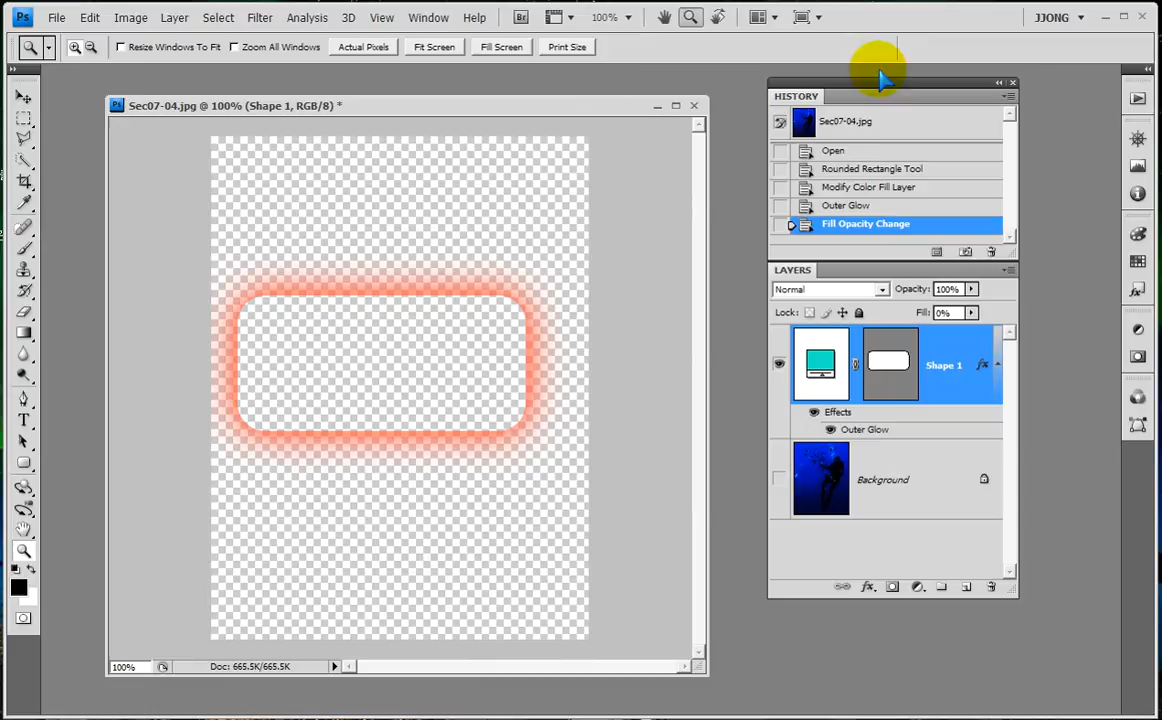 Ps File Edit Image Layer Select Filter Analysis 3D View Window Help Br 100% JJONG
Resize Windows To Fit Zoom All Windows Actual Pixels Fit Screen Fill Screen Print Size
Ps Sec07-04.jpg @ 100% (Shape 1, RGB/8) *
HISTORY
Sec07-04.jpg
Open
Rounded Rectangle Tool
Modify Color Fill Layer
Outer Glow
Fill Opacity Change
LAYERS
Normal Opacity: 100%
Lock: Fill: 0%
Shape 1 fx
Effects
Outer Glow
Background
fx
T
100% Doc: 665.5K/665.5K